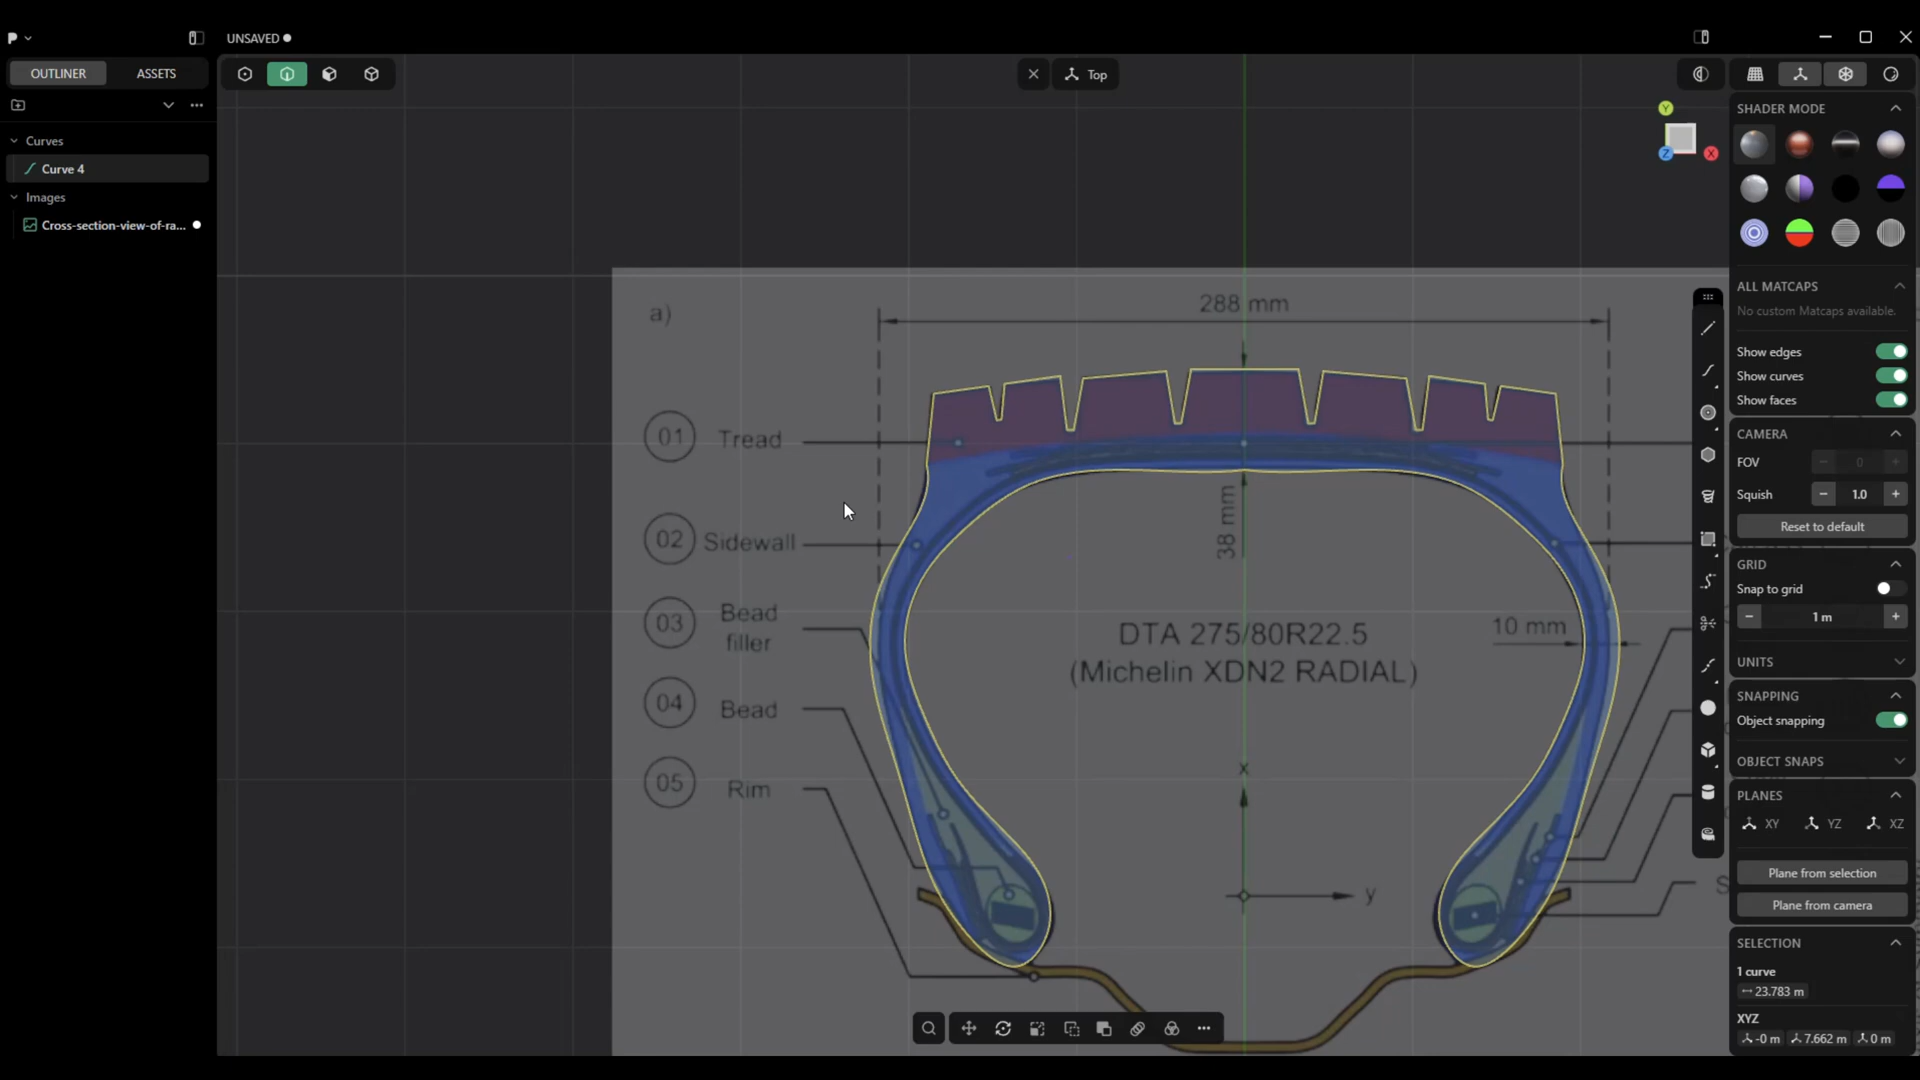 UNSAVED
OUTLINER
ASSETS
Top
SHADER MODE
Curves
Curve 4
Images
Cross-section-view-of-ra...
Y
Z
X
a)
288 mm
01 Tread
02 Sidewall
03 Bead
filler
04 Bead
05 Rim
38 mm
DTA 275/80R22.5
(Michelin XDN2 RADIAL)
10 mm
x
y
S
ALL MATCAPS
No custom Matcaps available.
Show edges
Show curves
Show faces
CAMERA
FOV − 0 +
Squish − 1.0 +
Reset to default
GRID
Snap to grid
− 1 m +
UNITS
SNAPPING
Object snapping
OBJECT SNAPS
PLANES
XY YZ XZ
Plane from selection
Plane from camera
SELECTION
1 curve
23.783 m
XYZ
-0 m 7.662 m 0 m